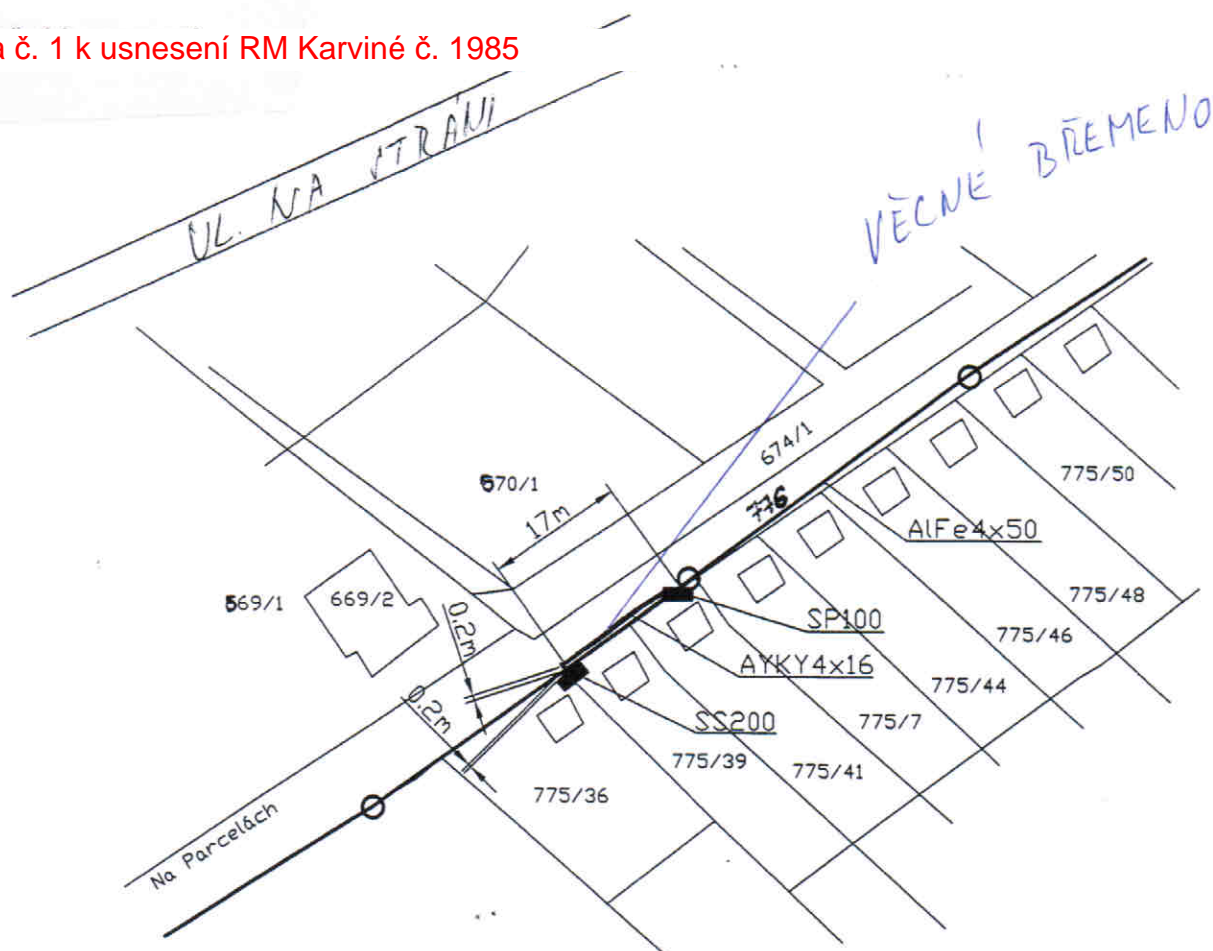 č. 1 k usnesení RM Karviné č. 1985
UL. NA STRÁNI
VĚCNÉ BŘEMENO
674/1
670/1
17m
776
775/50
AlFe4x50
569/1
669/2
0.2m
SP100
775/48
775/46
AYKY4x16
775/44
0.2m
SS200
775/7
775/39
775/41
775/36
Na Parcelách